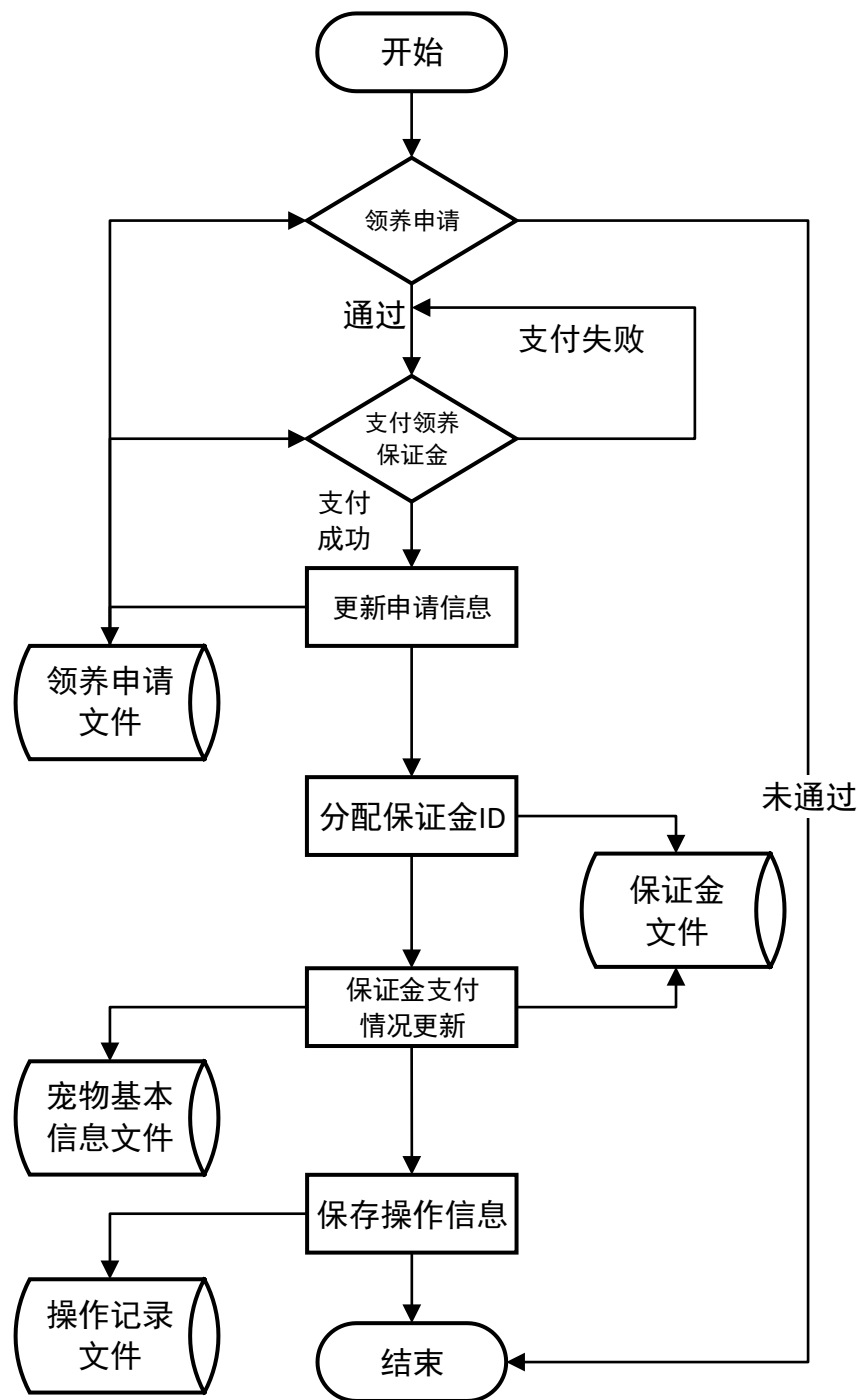 开始
领养申请
通过
支付失败
支付领养
保证金
支付
成功
更新申请信息
领养申请
文件
分配保证金ID
未通过
保证金
文件
保证金支付
情况更新
宠物基本
信息文件
保存操作信息
操作记录
文件
结束